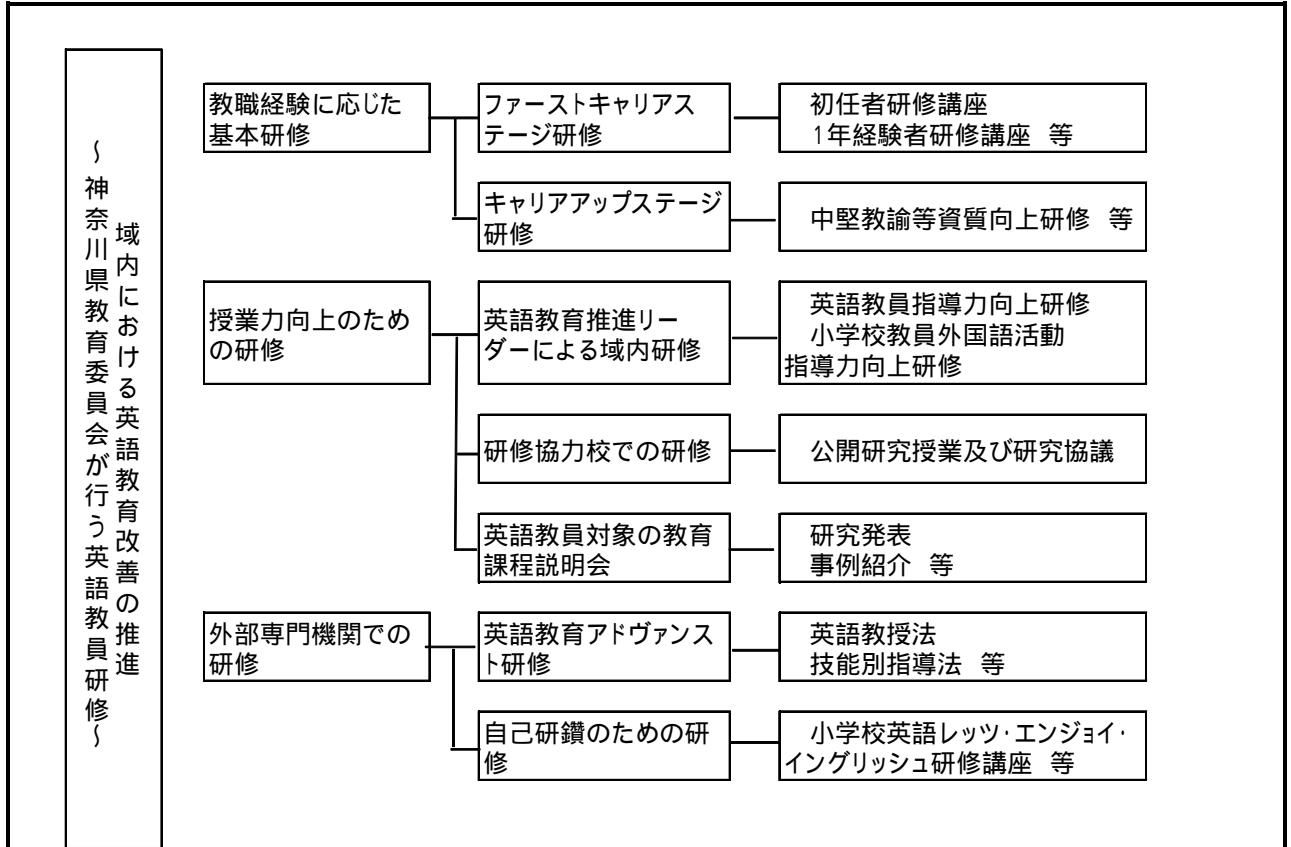 域内における英語教育改善の推進
~神奈川県教育委員会が行う英語教員研修~
教職経験に応じた
基本研修
ファーストキャリアス
テージ研修
初任者研修講座
1年経験者研修講座 等
キャリアアップステージ
研修
中堅教諭等資質向上研修 等
授業力向上のため
の研修
英語教育推進リー
ダーによる域内研修
英語教員指導力向上研修
小学校教員外国語活動
指導力向上研修
研修協力校での研修
公開研究授業及び研究協議
英語教員対象の教育
課程説明会
研究発表
事例紹介 等
外部専門機関での
研修
英語教育アドヴァンス
ト研修
英語教授法
技能別指導法 等
自己研鑽のための研
修
小学校英語レッツ・エンジョイ・
イングリッシュ研修講座 等